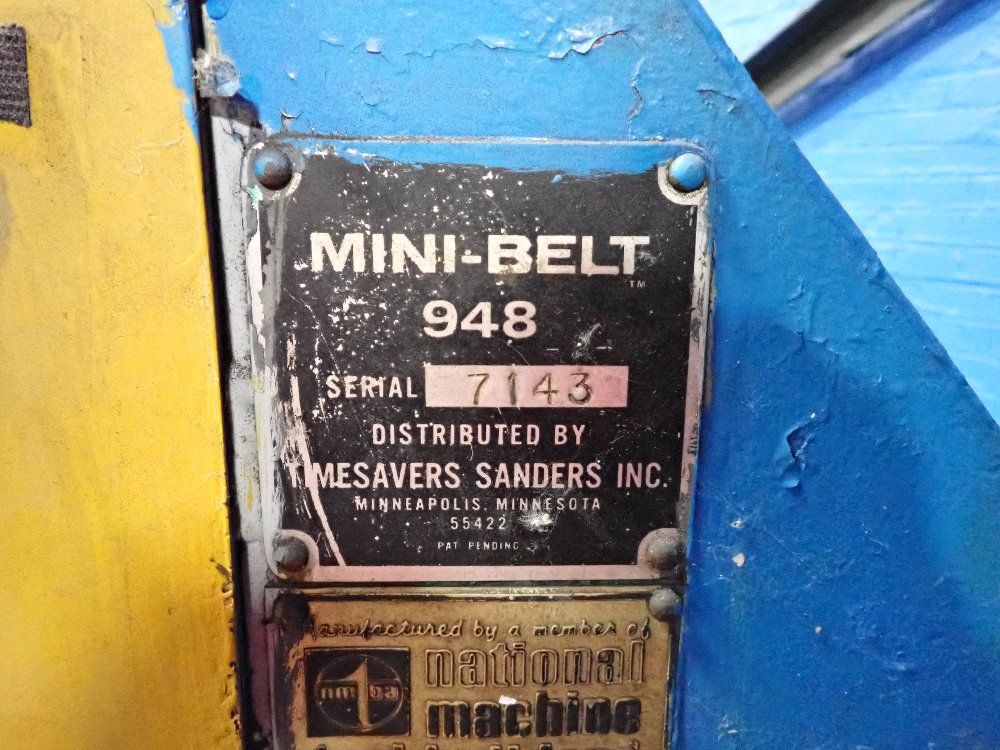 MINI-BELT
TM
948
SERIAL 7143
DISTRIBUTED BY
TIMESAVERS SANDERS INC.
MINNEAPOLIS, MINNESOTA
55422
PAT PENDING
Manufactured by a member of
nmtba
national
machine